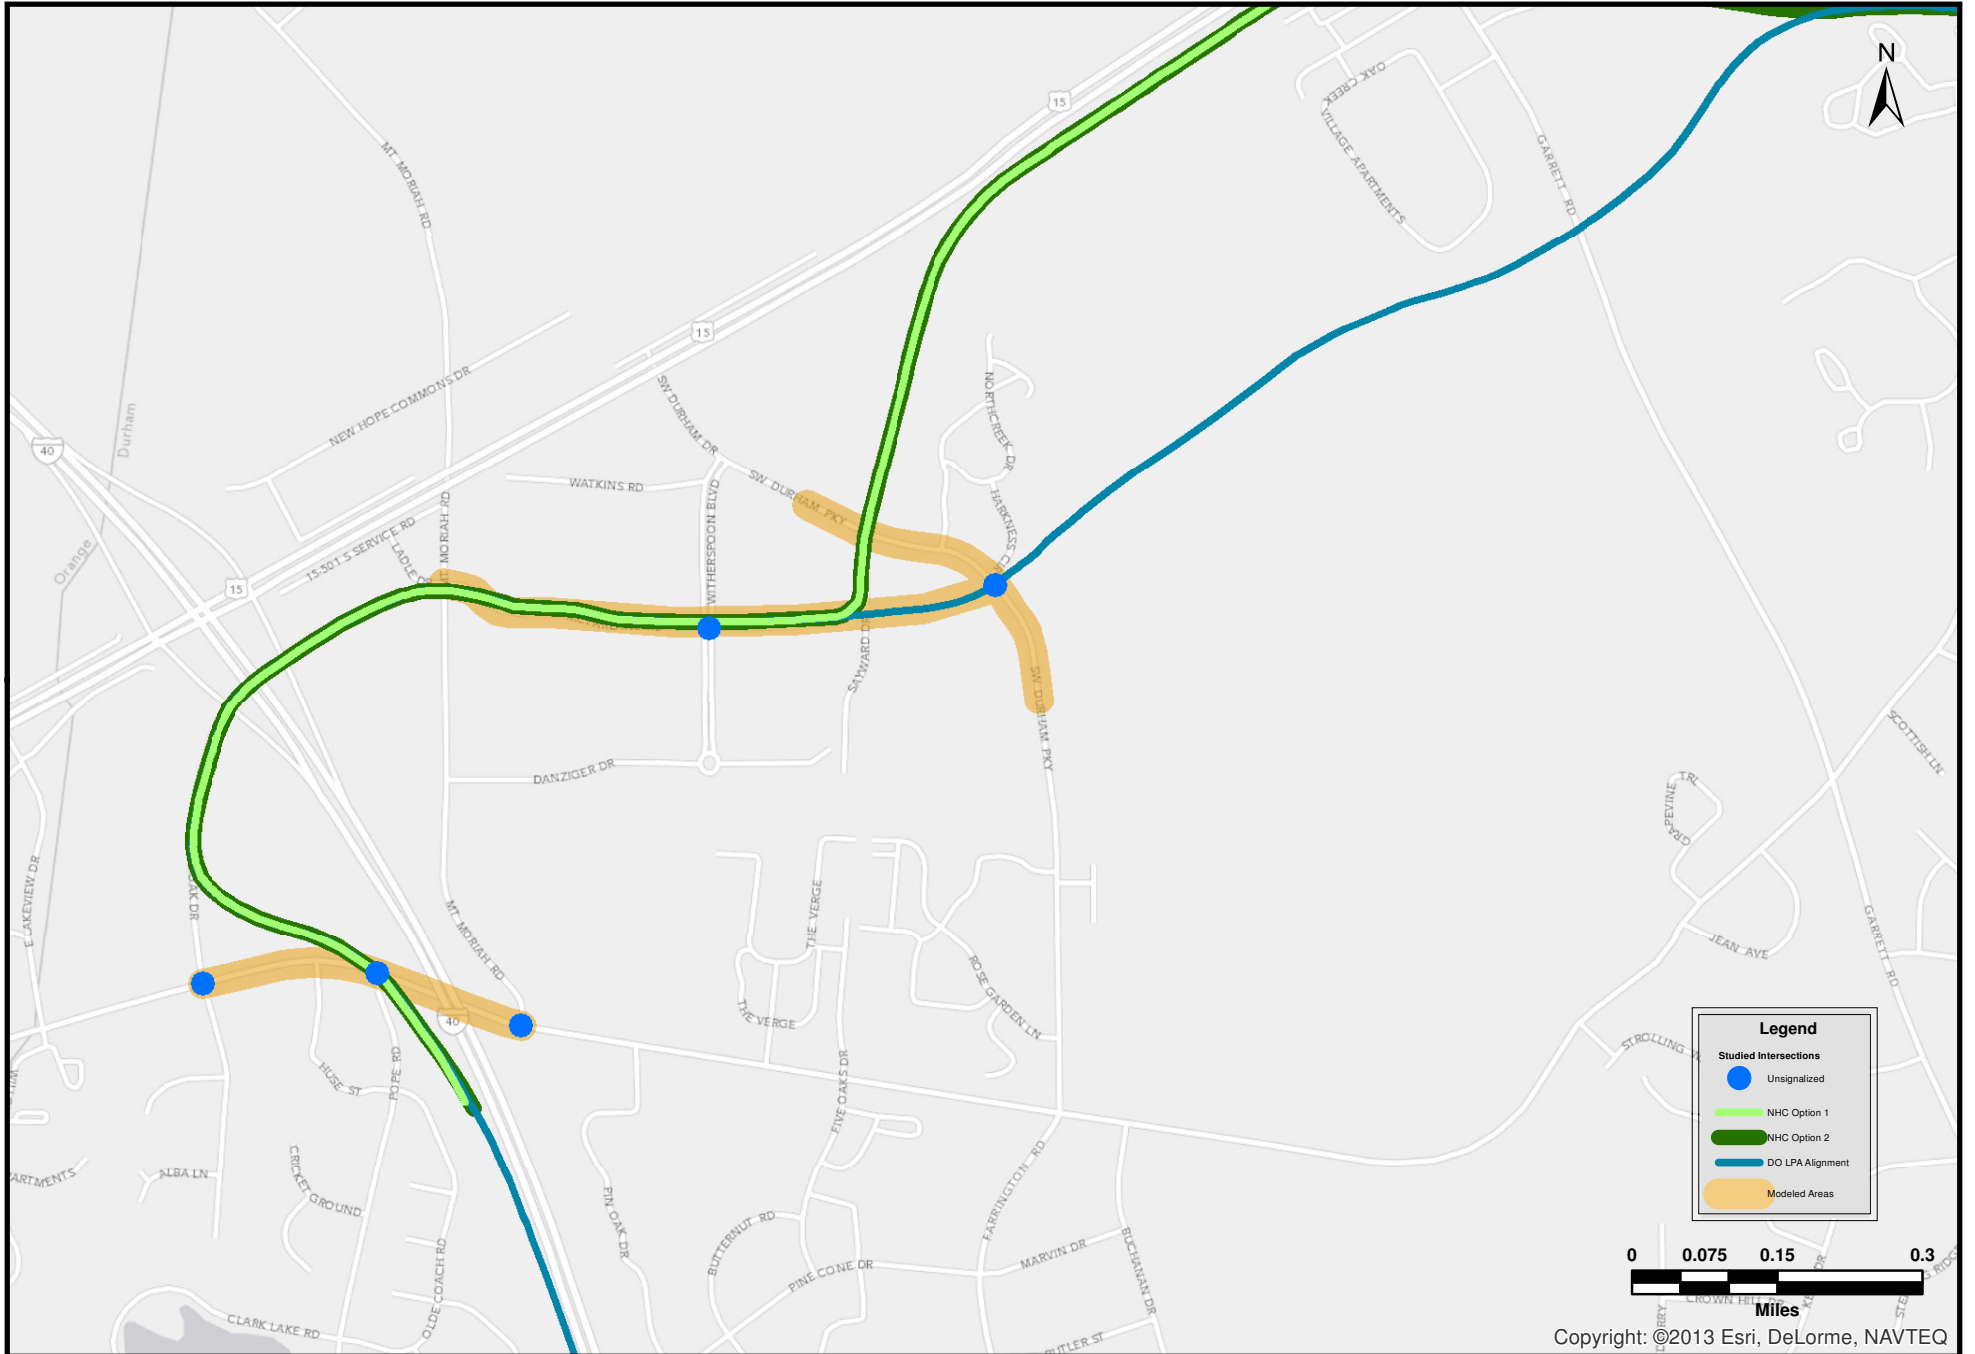 N
15
OAK CREEK
VILLAGE APARTMENTS
GARRETT RD
MT MORIAH RD
15
NEW HOPE COMMONS DR
Durham
40
Orange
SW DURHAM DR
NORTHCREEK DR
WATKINS RD
WITHERSPOON BLVD
SW DURHAM PKY
HARKNESS CIR
MT MORIAH RD
15-501 S SERVICE RD
LADLE DR
15
SAYWARD DR
SW DURHAM PKY
DANZIGER DR
SCOTTISH LN
GRAPEVINE TRL
E LAKEVIEW DR
OAK DR
MT MORIAH RD
THE VERGE
THE VERGE
ROSE GARDEN LN
JEAN AVE
GARRETT RD
40
HUSE ST
POPE RD
FIVE OAKS DR
STROLLING W
ARTMENTS
ALBA LN
CRICKET GROUND
PIN OAK DR
FARRINGTON RD
BUTTERNUT RD
PINE CONE DR
MARVIN DR
BUCHANAN DR
OLDE COACH RD
CLARK LAKE RD
BUTLER ST
CROWN HILL DR
Legend
Studied Intersections
Unsignalized
NHC Option 1
NHC Option 2
DO LPA Alignment
Modeled Areas
0 0.075 0.15 0.3
Miles
Copyright: ©2013 Esri, DeLorme, NAVTEQ